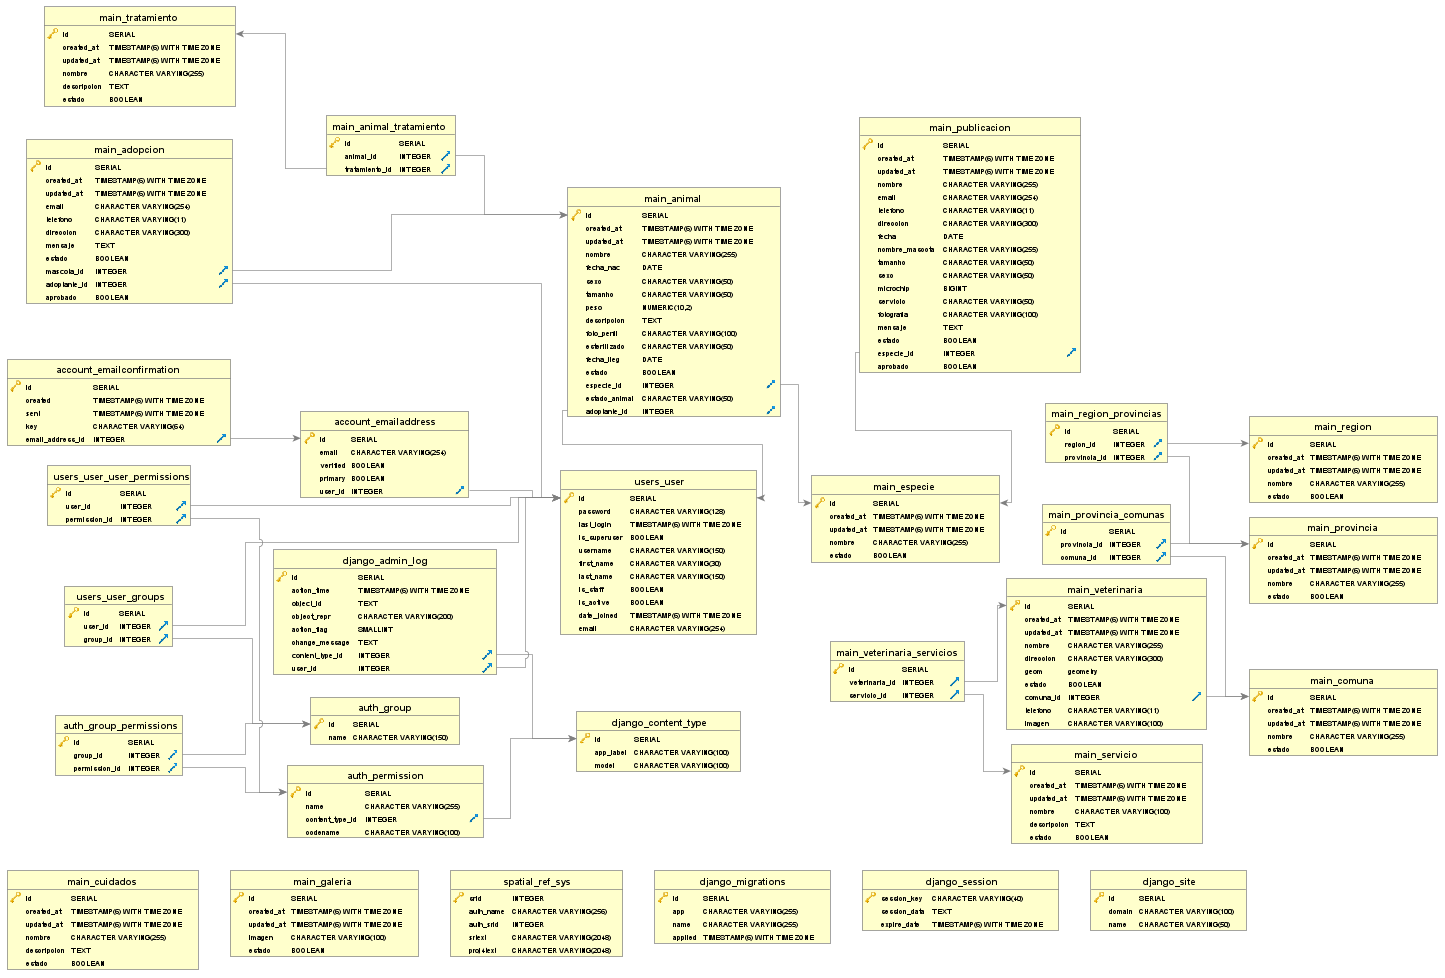 main_tratamiento
id SERIAL
created_at TIMESTAMP(6) WITH TIME ZONE
updated_at TIMESTAMP(6) WITH TIME ZONE
nombre CHARACTER VARYING(255)
descripcion TEXT
estado BOOLEAN
main_animal_tratamiento
id SERIAL
animal_id INTEGER
tratamiento_id INTEGER
main_adopcion
id SERIAL
created_at TIMESTAMP(6) WITH TIME ZONE
updated_at TIMESTAMP(6) WITH TIME ZONE
email CHARACTER VARYING(254)
telefono CHARACTER VARYING(11)
direccion CHARACTER VARYING(300)
mensaje TEXT
estado BOOLEAN
mascota_id INTEGER
adoptante_id INTEGER
aprobado BOOLEAN
main_publicacion
id SERIAL
created_at TIMESTAMP(6) WITH TIME ZONE
updated_at TIMESTAMP(6) WITH TIME ZONE
nombre CHARACTER VARYING(255)
email CHARACTER VARYING(254)
telefono CHARACTER VARYING(11)
direccion CHARACTER VARYING(300)
fecha DATE
nombre_mascota CHARACTER VARYING(255)
tamanho CHARACTER VARYING(50)
sexo CHARACTER VARYING(50)
microchip BIGINT
servicio CHARACTER VARYING(50)
fotografia CHARACTER VARYING(100)
mensaje TEXT
estado BOOLEAN
especie_id INTEGER
aprobado BOOLEAN
main_animal
id SERIAL
created_at TIMESTAMP(6) WITH TIME ZONE
updated_at TIMESTAMP(6) WITH TIME ZONE
nombre CHARACTER VARYING(255)
fecha_nac DATE
sexo CHARACTER VARYING(50)
tamanho CHARACTER VARYING(50)
peso NUMERIC(10,2)
descripcion TEXT
foto_perfil CHARACTER VARYING(100)
esterilizado CHARACTER VARYING(50)
fecha_lleg DATE
estado BOOLEAN
especie_id INTEGER
estado_animal CHARACTER VARYING(50)
adoptante_id INTEGER
account_emailconfirmation
id SERIAL
created TIMESTAMP(6) WITH TIME ZONE
sent TIMESTAMP(6) WITH TIME ZONE
key CHARACTER VARYING(64)
email_address_id INTEGER
account_emailaddress
id SERIAL
email CHARACTER VARYING(254)
verified BOOLEAN
primary BOOLEAN
user_id INTEGER
main_region_provincias
id SERIAL
region_id INTEGER
provincia_id INTEGER
main_region
id SERIAL
created_at TIMESTAMP(6) WITH TIME ZONE
updated_at TIMESTAMP(6) WITH TIME ZONE
nombre CHARACTER VARYING(255)
estado BOOLEAN
users_user_user_permissions
id SERIAL
user_id INTEGER
permission_id INTEGER
users_user
id SERIAL
password CHARACTER VARYING(128)
last_login TIMESTAMP(6) WITH TIME ZONE
is_superuser BOOLEAN
username CHARACTER VARYING(150)
first_name CHARACTER VARYING(30)
last_name CHARACTER VARYING(150)
is_staff BOOLEAN
is_active BOOLEAN
date_joined TIMESTAMP(6) WITH TIME ZONE
email CHARACTER VARYING(254)
main_especie
id SERIAL
created_at TIMESTAMP(6) WITH TIME ZONE
updated_at TIMESTAMP(6) WITH TIME ZONE
nombre CHARACTER VARYING(255)
estado BOOLEAN
main_provincia_comunas
id SERIAL
provincia_id INTEGER
comuna_id INTEGER
main_provincia
id SERIAL
created_at TIMESTAMP(6) WITH TIME ZONE
updated_at TIMESTAMP(6) WITH TIME ZONE
nombre CHARACTER VARYING(255)
estado BOOLEAN
django_admin_log
id SERIAL
action_time TIMESTAMP(6) WITH TIME ZONE
object_id TEXT
object_repr CHARACTER VARYING(200)
action_flag SMALLINT
change_message TEXT
content_type_id INTEGER
user_id INTEGER
users_user_groups
id SERIAL
user_id INTEGER
group_id INTEGER
main_veterinaria
id SERIAL
created_at TIMESTAMP(6) WITH TIME ZONE
updated_at TIMESTAMP(6) WITH TIME ZONE
nombre CHARACTER VARYING(255)
direccion CHARACTER VARYING(300)
geom geometry
estado BOOLEAN
comuna_id INTEGER
telefono CHARACTER VARYING(11)
imagen CHARACTER VARYING(100)
main_veterinaria_servicios
id SERIAL
veterinaria_id INTEGER
servicio_id INTEGER
main_comuna
id SERIAL
created_at TIMESTAMP(6) WITH TIME ZONE
updated_at TIMESTAMP(6) WITH TIME ZONE
nombre CHARACTER VARYING(255)
estado BOOLEAN
auth_group
id SERIAL
name CHARACTER VARYING(150)
auth_group_permissions
id SERIAL
group_id INTEGER
permission_id INTEGER
django_content_type
id SERIAL
app_label CHARACTER VARYING(100)
model CHARACTER VARYING(100)
main_servicio
id SERIAL
created_at TIMESTAMP(6) WITH TIME ZONE
updated_at TIMESTAMP(6) WITH TIME ZONE
nombre CHARACTER VARYING(100)
descripcion TEXT
estado BOOLEAN
auth_permission
id SERIAL
name CHARACTER VARYING(255)
content_type_id INTEGER
codename CHARACTER VARYING(100)
main_cuidados
id SERIAL
created_at TIMESTAMP(6) WITH TIME ZONE
updated_at TIMESTAMP(6) WITH TIME ZONE
nombre CHARACTER VARYING(255)
descripcion TEXT
estado BOOLEAN
main_galeria
id SERIAL
created_at TIMESTAMP(6) WITH TIME ZONE
updated_at TIMESTAMP(6) WITH TIME ZONE
imagen CHARACTER VARYING(100)
estado BOOLEAN
spatial_ref_sys
srid INTEGER
auth_name CHARACTER VARYING(256)
auth_srid INTEGER
srtext CHARACTER VARYING(2048)
proj4text CHARACTER VARYING(2048)
django_migrations
id SERIAL
app CHARACTER VARYING(255)
name CHARACTER VARYING(255)
applied TIMESTAMP(6) WITH TIME ZONE
django_session
session_key CHARACTER VARYING(40)
session_data TEXT
expire_date TIMESTAMP(6) WITH TIME ZONE
django_site
id SERIAL
domain CHARACTER VARYING(100)
name CHARACTER VARYING(50)